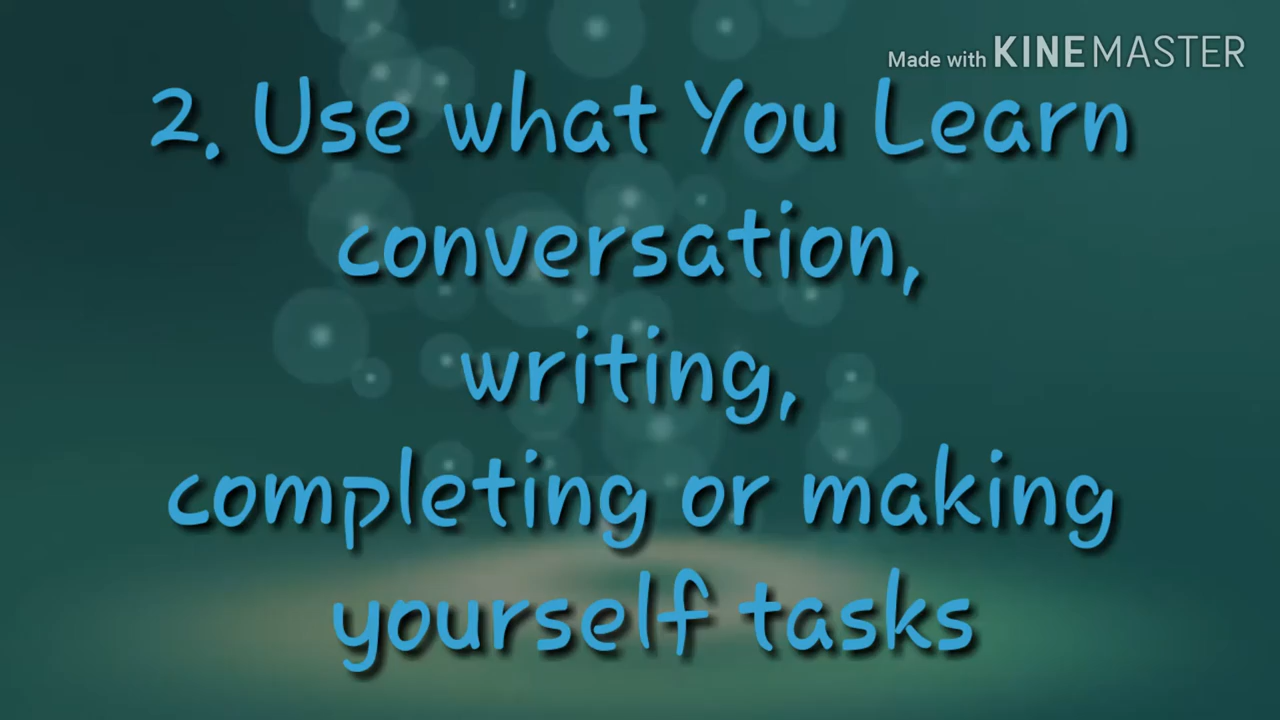 Made with KINEMASTER
2. Use what You Learn
conversation,
writing,
completing or making
yourself tasks